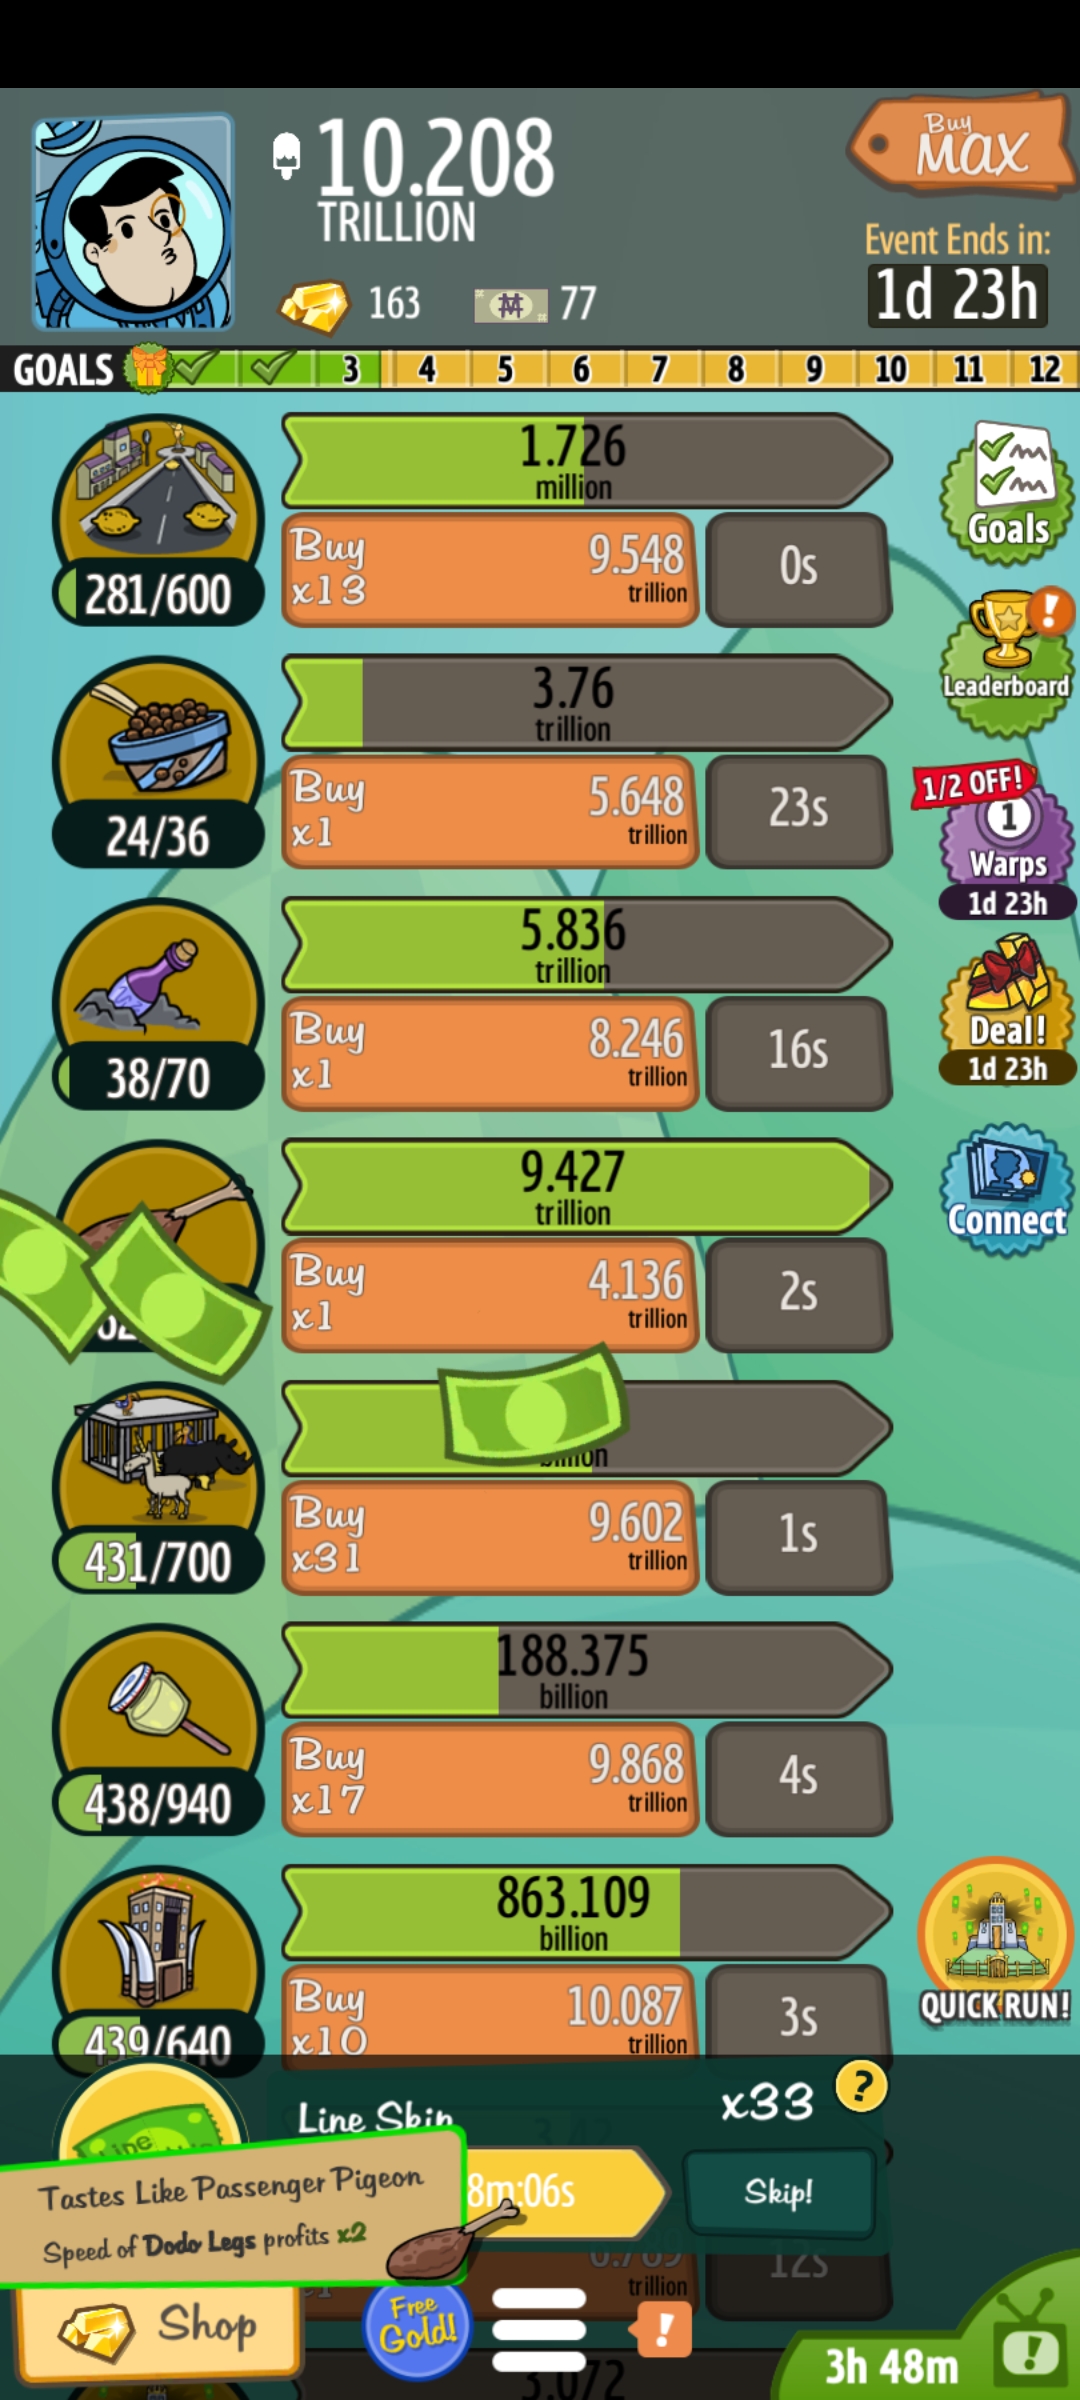 Buy
MAX
10.208
TRILLION
Event Ends in:
1d 23h
163
77
GOALS 3 4 5 6 7 8 9 10 11 12
1.726
million
Goals
Buy
x13
9.548
trillion
0s
281/600
Leaderboard
3.76
trillion
1/2 OFF!
1
Warps
1d 23h
Buy
x1
5.648
trillion
23s
24/36
5.836
trillion
Deal!
1d 23h
Buy
x1
8.246
trillion
16s
38/70
9.427
trillion
Connect
Buy
x1
4.136
trillion
2s
Buy
x31
9.602
trillion
1s
431/700
188.375
billion
Buy
x17
9.868
trillion
4s
438/940
863.109
billion
Buy
x10
10.087
trillion
3s
439/640
QUICK RUN!
Line Skip
x33
?
8m:06s
Skip!
Tastes Like Passenger Pigeon
Speed of Dodo Legs profits x2
trillion
12s
Shop
Free
Gold!
!
3h 48m
3.072